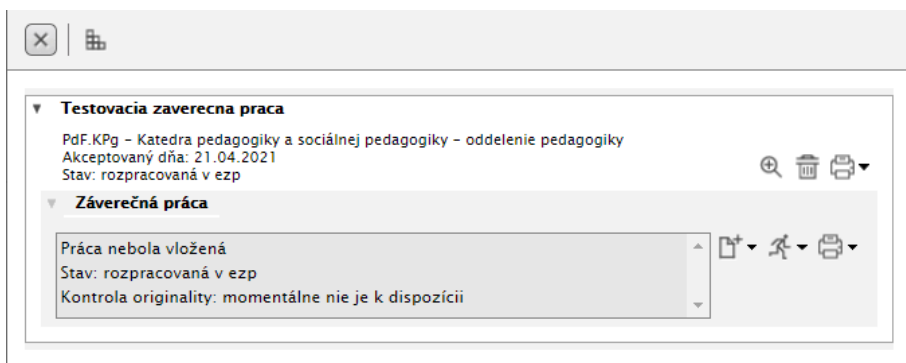 Testovacia zaverecna praca
PdF.KPg – Katedra pedagogiky a sociálnej pedagogiky – oddelenie pedagogiky
Akceptovaný dňa: 21.04.2021
Stav: rozpracovaná v ezp
Záverečná práca
Práca nebola vložená
Stav: rozpracovaná v ezp
Kontrola originality: momentálne nie je k dispozícii